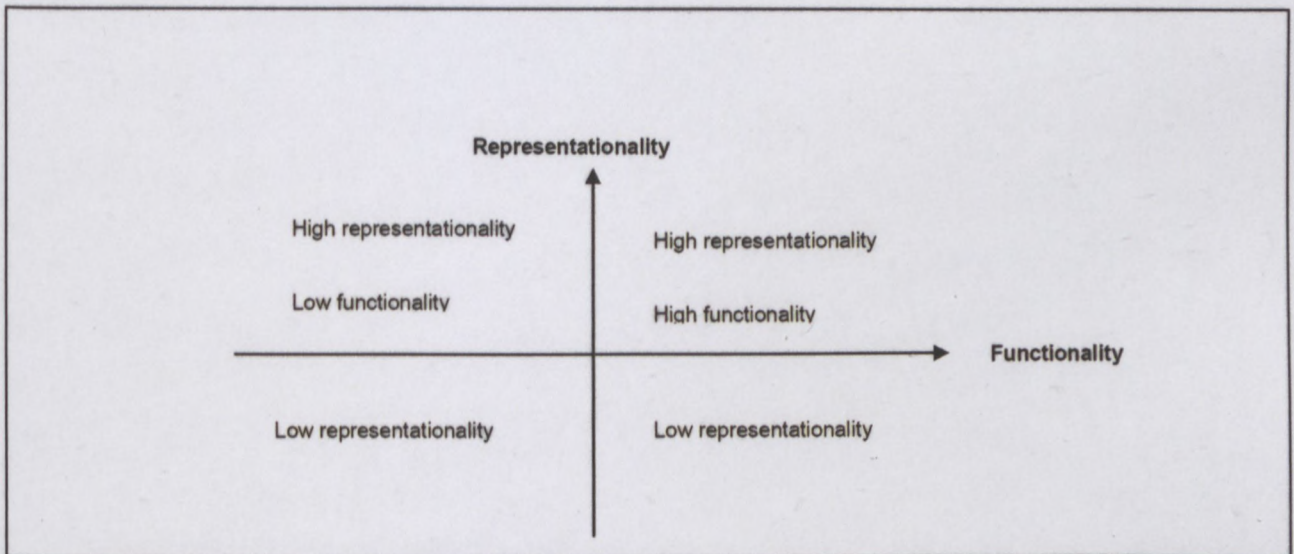 Representationality
High representationality
High representationality
Low functionality
High functionality
Functionality
Low representationality
Low representationality